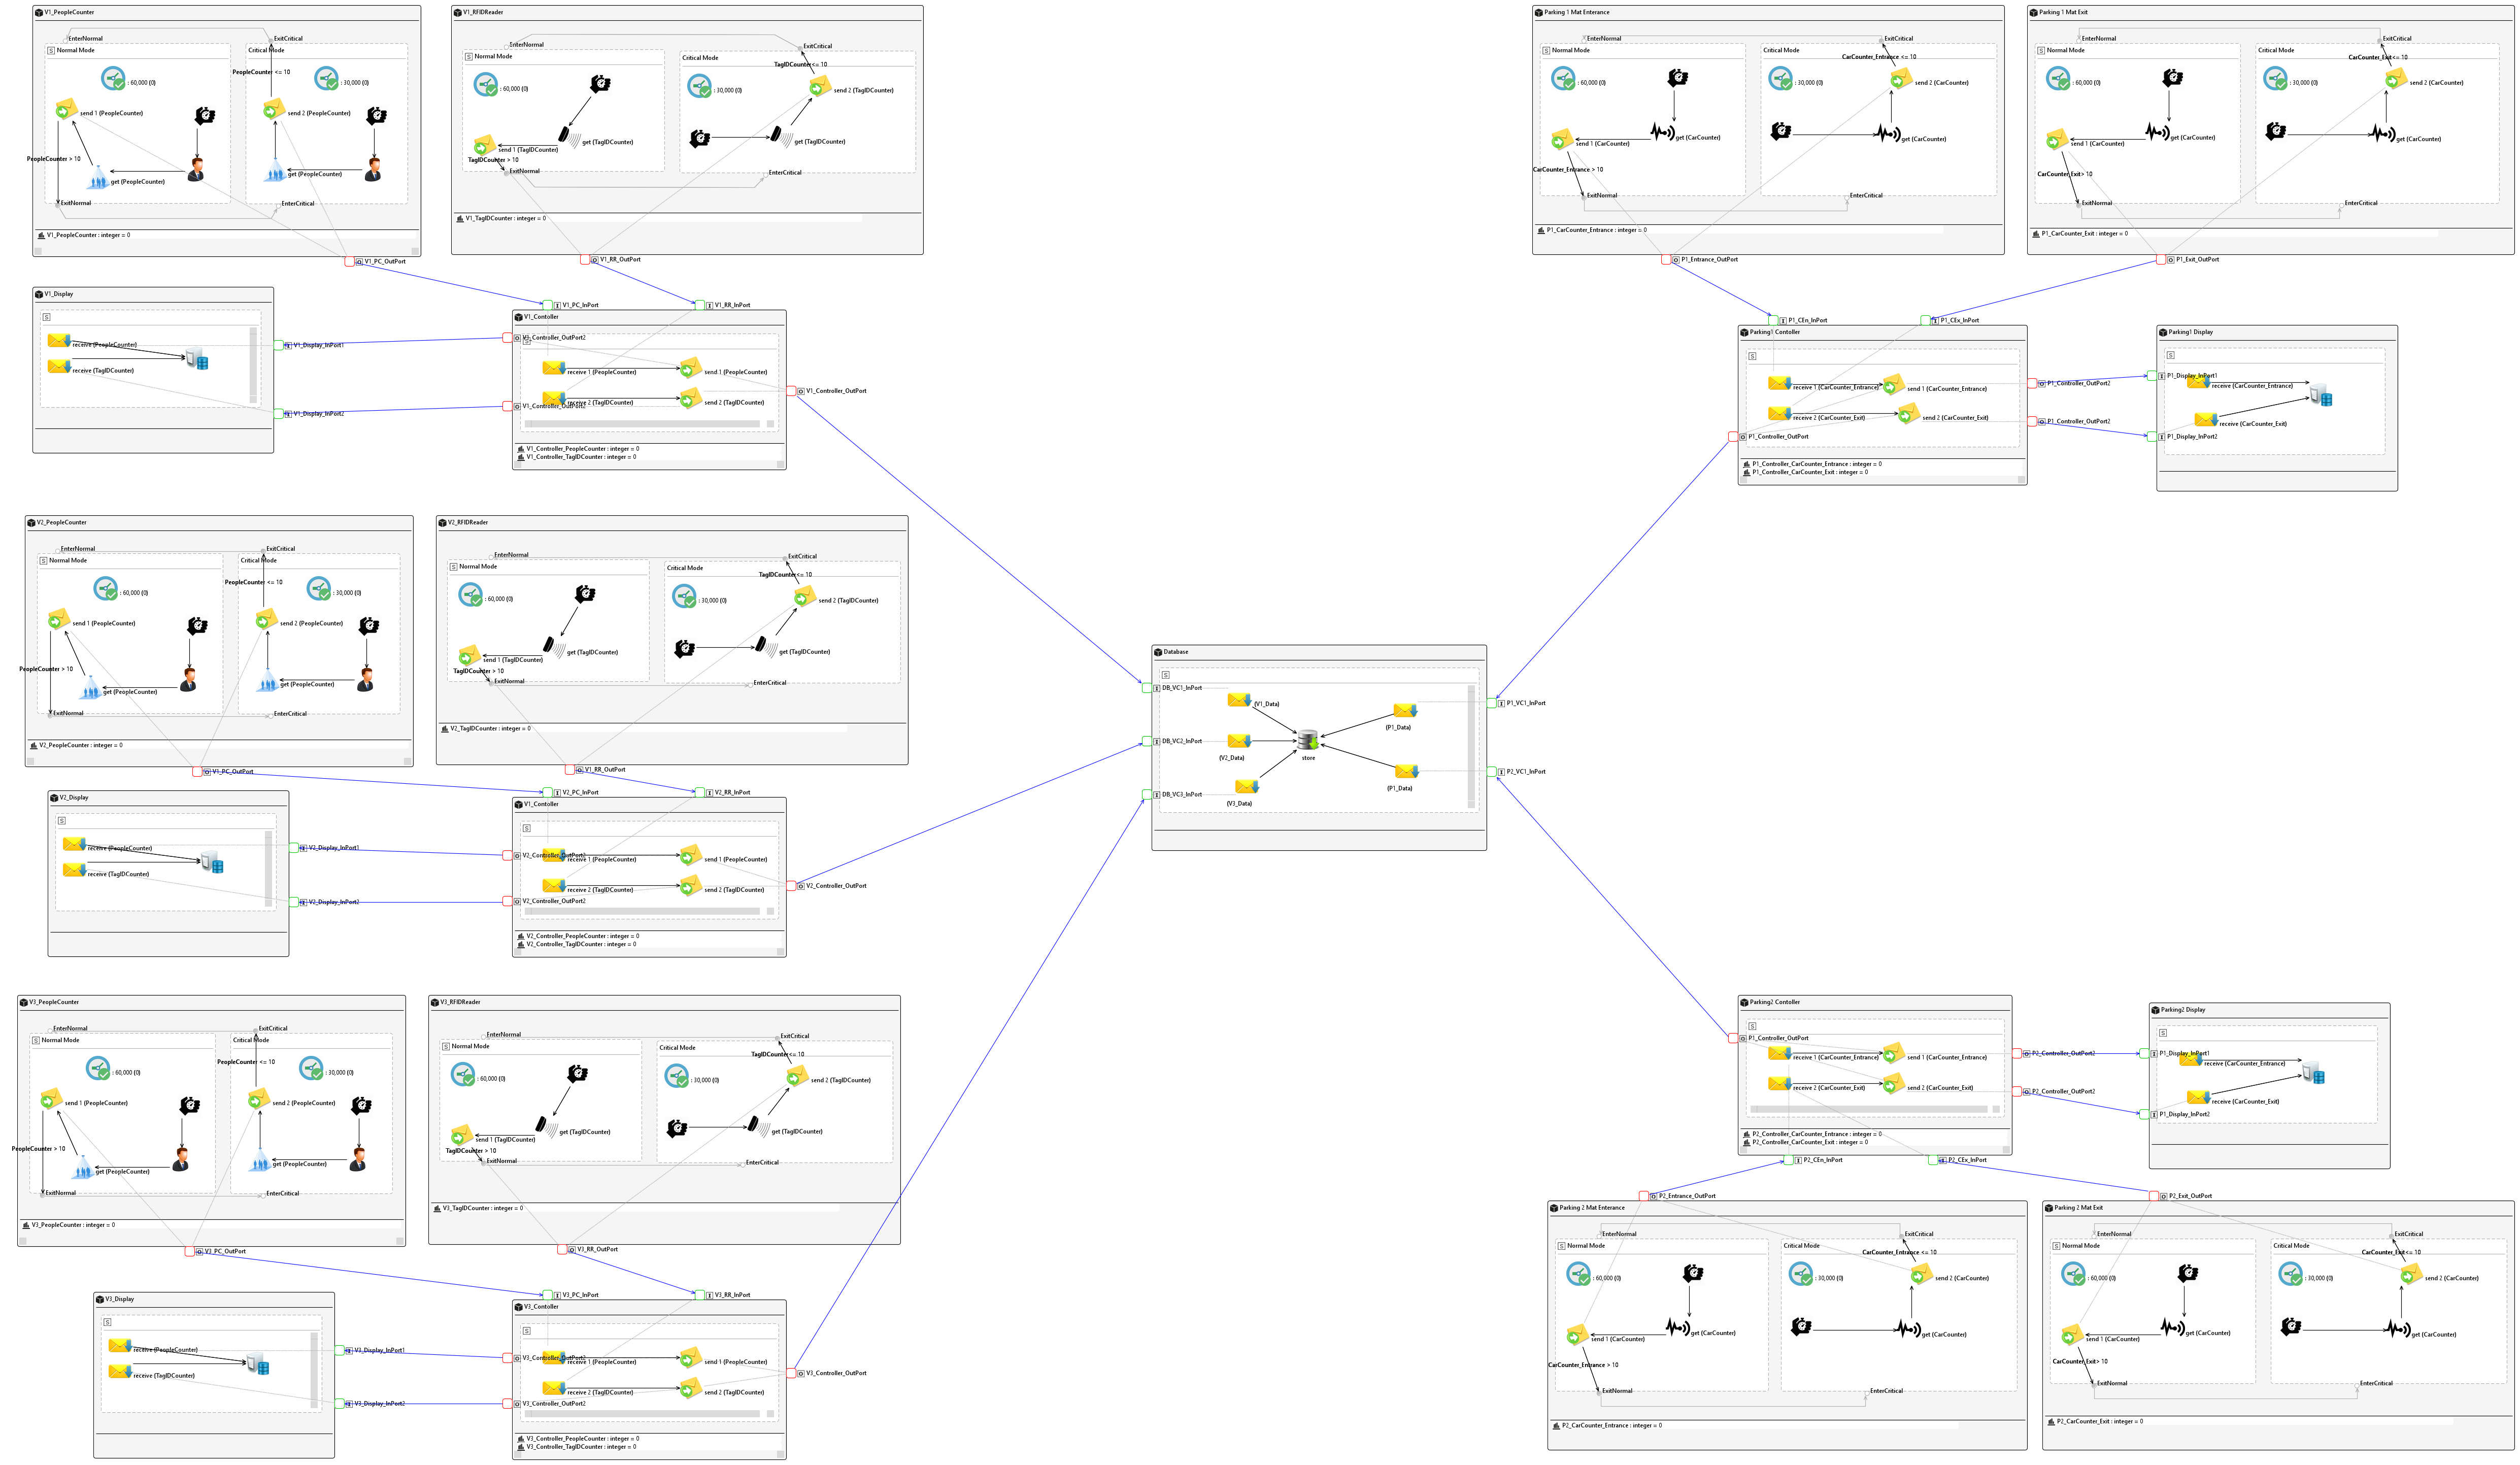 V1_PeopleCounter
EnterNormal
ExitCritical
S Normal Mode
Critical Mode
: 60,000 (0)
PeopleCounter <= 10
: 30,000 (0)
send 1 (PeopleCounter)
send 2 (PeopleCounter)
PeopleCounter > 10
get (PeopleCounter)
get (PeopleCounter)
ExitNormal
EnterCritical
V1_PeopleCounter : integer = 0
O V1_PC_OutPort
V1_RFIDReader
EnterNormal
ExitCritical
S Normal Mode
Critical Mode
TagIDCounter<= 10
: 60,000 (0)
: 30,000 (0)
send 2 (TagIDCounter)
get (TagIDCounter)
get (TagIDCounter)
send 1 (TagIDCounter)
TagIDCounter > 10
ExitNormal
EnterCritical
V1_TagIDCounter : integer = 0
O V1_RR_OutPort
V1_Display
S
receive (PeopleCounter)
receive (TagIDCounter)
I V1_Display_InPort1
I V1_Display_InPort2
I V1_PC_InPort
I V1_RR_InPort
V1_Contoller
S
O V1_Controller_OutPort2
receive 1 (PeopleCounter)
send 1 (PeopleCounter)
O V1_Controller_OutPort
receive 2 (TagIDCounter)
send 2 (TagIDCounter)
O V1_Controller_OutPort2
V1_Controller_PeopleCounter : integer = 0
V1_Controller_TagIDCounter : integer = 0
V2_PeopleCounter
EnterNormal
ExitCritical
S Normal Mode
Critical Mode
: 60,000 (0)
PeopleCounter <= 10
: 30,000 (0)
send 1 (PeopleCounter)
send 2 (PeopleCounter)
PeopleCounter > 10
get (PeopleCounter)
get (PeopleCounter)
ExitNormal
EnterCritical
V2_PeopleCounter : integer = 0
O V1_PC_OutPort
V2_RFIDReader
EnterNormal
ExitCritical
S Normal Mode
Critical Mode
TagIDCounter<= 10
: 60,000 (0)
: 30,000 (0)
send 2 (TagIDCounter)
get (TagIDCounter)
get (TagIDCounter)
send 1 (TagIDCounter)
TagIDCounter > 10
ExitNormal
EnterCritical
V2_TagIDCounter : integer = 0
O V1_RR_OutPort
V2_Display
S
receive (PeopleCounter)
receive (TagIDCounter)
I V2_Display_InPort1
I V2_Display_InPort2
I V2_PC_InPort
I V2_RR_InPort
V1_Contoller
S
O V2_Controller_OutPort2
receive 1 (PeopleCounter)
send 1 (PeopleCounter)
receive 2 (TagIDCounter)
send 2 (TagIDCounter)
O V2_Controller_OutPort
O V2_Controller_OutPort2
V2_Controller_PeopleCounter : integer = 0
V2_Controller_TagIDCounter : integer = 0
V3_PeopleCounter
EnterNormal
ExitCritical
S Normal Mode
Critical Mode
PeopleCounter <= 10
: 60,000 (0)
: 30,000 (0)
send 1 (PeopleCounter)
send 2 (PeopleCounter)
PeopleCounter > 10
get (PeopleCounter)
get (PeopleCounter)
ExitNormal
EnterCritical
V3_PeopleCounter : integer = 0
O V3_PC_OutPort
V3_RFIDReader
EnterNormal
ExitCritical
S Normal Mode
Critical Mode
TagIDCounter<= 10
: 60,000 (0)
: 30,000 (0)
send 2 (TagIDCounter)
get (TagIDCounter)
get (TagIDCounter)
send 1 (TagIDCounter)
TagIDCounter > 10
ExitNormal
EnterCritical
V3_TagIDCounter : integer = 0
O V3_RR_OutPort
V3_Display
S
receive (PeopleCounter)
receive (TagIDCounter)
I V3_Display_InPort1
I V3_Display_InPort2
I V3_PC_InPort
I V3_RR_InPort
V3_Contoller
S
O V3_Controller_OutPort2
receive 1 (PeopleCounter)
send 1 (PeopleCounter)
O V3_Controller_OutPort
receive 2 (TagIDCounter)
send 2 (TagIDCounter)
O V3_Controller_OutPort2
V3_Controller_PeopleCounter : integer = 0
V3_Controller_TagIDCounter : integer = 0
Database
S
I DB_VC1_InPort
(V1_Data)
I P1_VC1_InPort
(P1_Data)
I DB_VC2_InPort
(V2_Data)
store
I P2_VC1_InPort
(P1_Data)
I DB_VC3_InPort
(V3_Data)
Parking 1 Mat Enterance
EnterNormal
ExitCritical
S Normal Mode
Critical Mode
CarCounter_Entrance <= 10
: 60,000 (0)
: 30,000 (0)
send 2 (CarCounter)
get (CarCounter)
get (CarCounter)
send 1 (CarCounter)
CarCounter_Entrance > 10
ExitNormal
EnterCritical
P1_CarCounter_Entrance : integer = 0
O P1_Entrance_OutPort
Parking 1 Mat Exit
EnterNormal
ExitCritical
S Normal Mode
Critical Mode
CarCounter_Exit<= 10
: 60,000 (0)
: 30,000 (0)
send 2 (CarCounter)
get (CarCounter)
get (CarCounter)
send 1 (CarCounter)
CarCounter_Exit> 10
ExitNormal
EnterCritical
P1_CarCounter_Exit : integer = 0
O P1_Exit_OutPort
I P1_CEn_InPort
I P1_CEx_InPort
Parking1 Contoller
S
receive 1 (CarCounter_Entrance)
send 1 (CarCounter_Entrance)
O P1_Controller_OutPort2
receive 2 (CarCounter_Exit)
send 2 (CarCounter_Exit)
O P1_Controller_OutPort2
O P1_Controller_OutPort
P1_Controller_CarCounter_Entrance : integer = 0
P1_Controller_CarCounter_Exit : integer = 0
Parking1 Display
S
I P1_Display_InPort1
receive (CarCounter_Entrance)
receive (CarCounter_Exit)
I P1_Display_InPort2
Parking2 Contoller
S
O P1_Controller_OutPort
receive 1 (CarCounter_Entrance)
send 1 (CarCounter_Entrance)
O P2_Controller_OutPort2
receive 2 (CarCounter_Exit)
send 2 (CarCounter_Exit)
O P2_Controller_OutPort2
P2_Controller_CarCounter_Entrance : integer = 0
P2_Controller_CarCounter_Exit : integer = 0
I P2_CEn_InPort
I P2_CEx_InPort
Parking2 Display
S
I P1_Display_InPort1
receive (CarCounter_Entrance)
receive (CarCounter_Exit)
I P1_Display_InPort2
O P2_Entrance_OutPort
Parking 2 Mat Enterance
EnterNormal
ExitCritical
S Normal Mode
Critical Mode
CarCounter_Entrance <= 10
: 60,000 (0)
: 30,000 (0)
send 2 (CarCounter)
get (CarCounter)
get (CarCounter)
send 1 (CarCounter)
CarCounter_Entrance > 10
ExitNormal
EnterCritical
P2_CarCounter_Entrance : integer = 0
O P2_Exit_OutPort
Parking 2 Mat Exit
EnterNormal
ExitCritical
S Normal Mode
Critical Mode
CarCounter_Exit<= 10
: 60,000 (0)
: 30,000 (0)
send 2 (CarCounter)
get (CarCounter)
get (CarCounter)
send 1 (CarCounter)
CarCounter_Exit> 10
ExitNormal
EnterCritical
P2_CarCounter_Exit : integer = 0